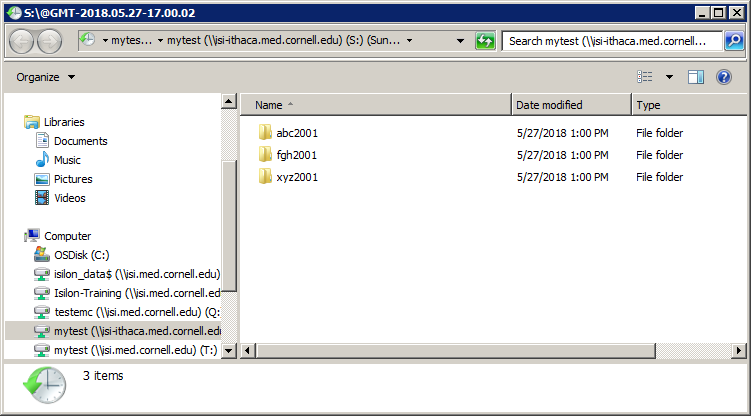 S:\@GMT-2018.05.27-17.00.02
mytes... mytest (\\isi-ithaca.med.cornell.edu) (S:) (Sun...
Search mytest (\\isi-ithaca.med.cornell...
Organize
Libraries
Documents
Music
Pictures
Videos
Computer
OSDisk (C:)
isilon_data$ (\\isi.med.cornell.edu)
Isilon-Training (\\isi.med.cornell.edu
testemc (\\isi.med.cornell.edu) (Q:
mytest (\\isi-ithaca.med.cornell.edu
mytest (\\isi.med.cornell.edu) (T:)
Name Date modified Type
abc2001 5/27/2018 1:00 PM File folder
fgh2001 5/27/2018 1:00 PM File folder
xyz2001 5/27/2018 1:00 PM File folder
3 items